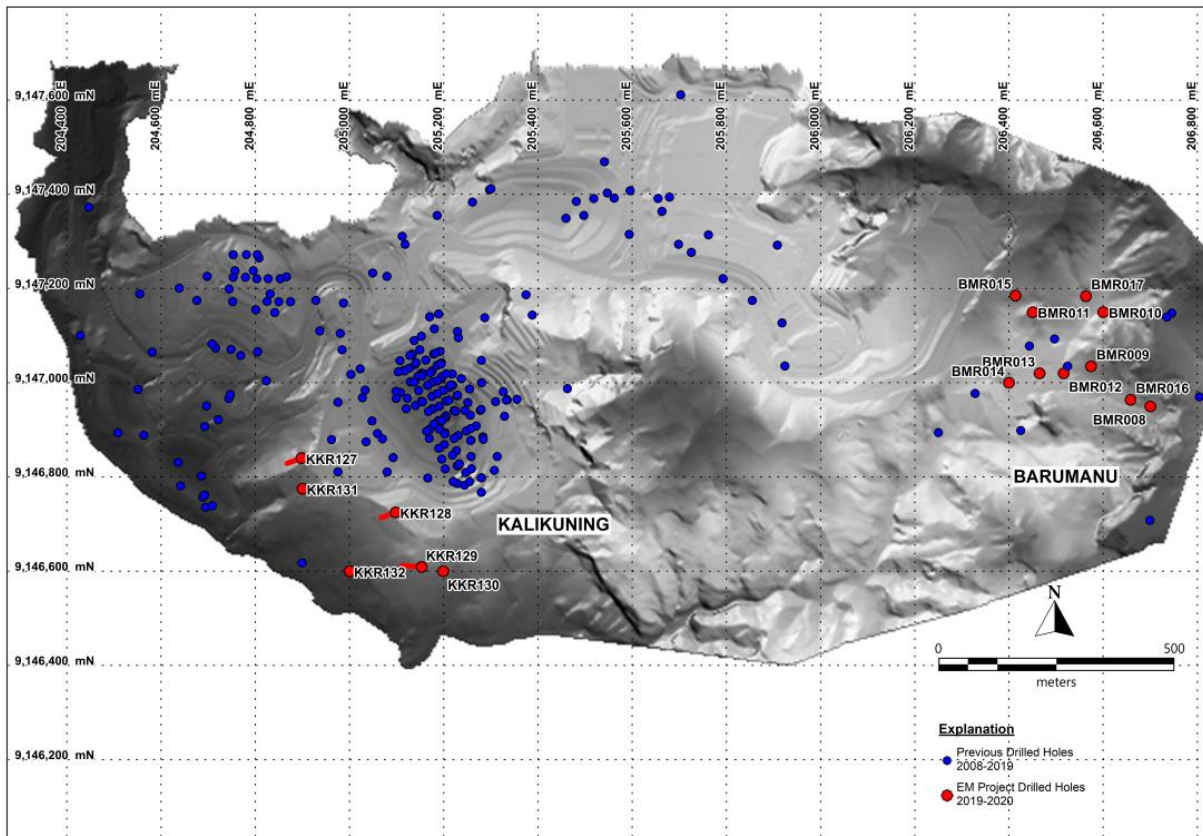 204,400 mE
204,600 mE
204,800 mE
205,000 mE
205,200 mE
205,400 mE
205,600 mE
205,800 mE
206,000 mE
206,200 mE
206,400 mE
206,600 mE
206,800 mE
9,147,600 mN
9,147,400 mN
9,147,200 mN
9,147,000 mN
9,146,800 mN
9,146,600 mN
9,146,400 mN
9,146,200 mN
BMR015
BMR017
BMR011
BMR010
BMR013
BMR009
BMR014
BMR012
BMR016
BMR008
KKR127
KKR131
KKR128
KKR129
KKR132
KKR130
KALIKUNING
BARUMANU
N
0
500
meters
Explanation
Previous Drilled Holes
2008-2019
EM Project Drilled Holes
2019-2020